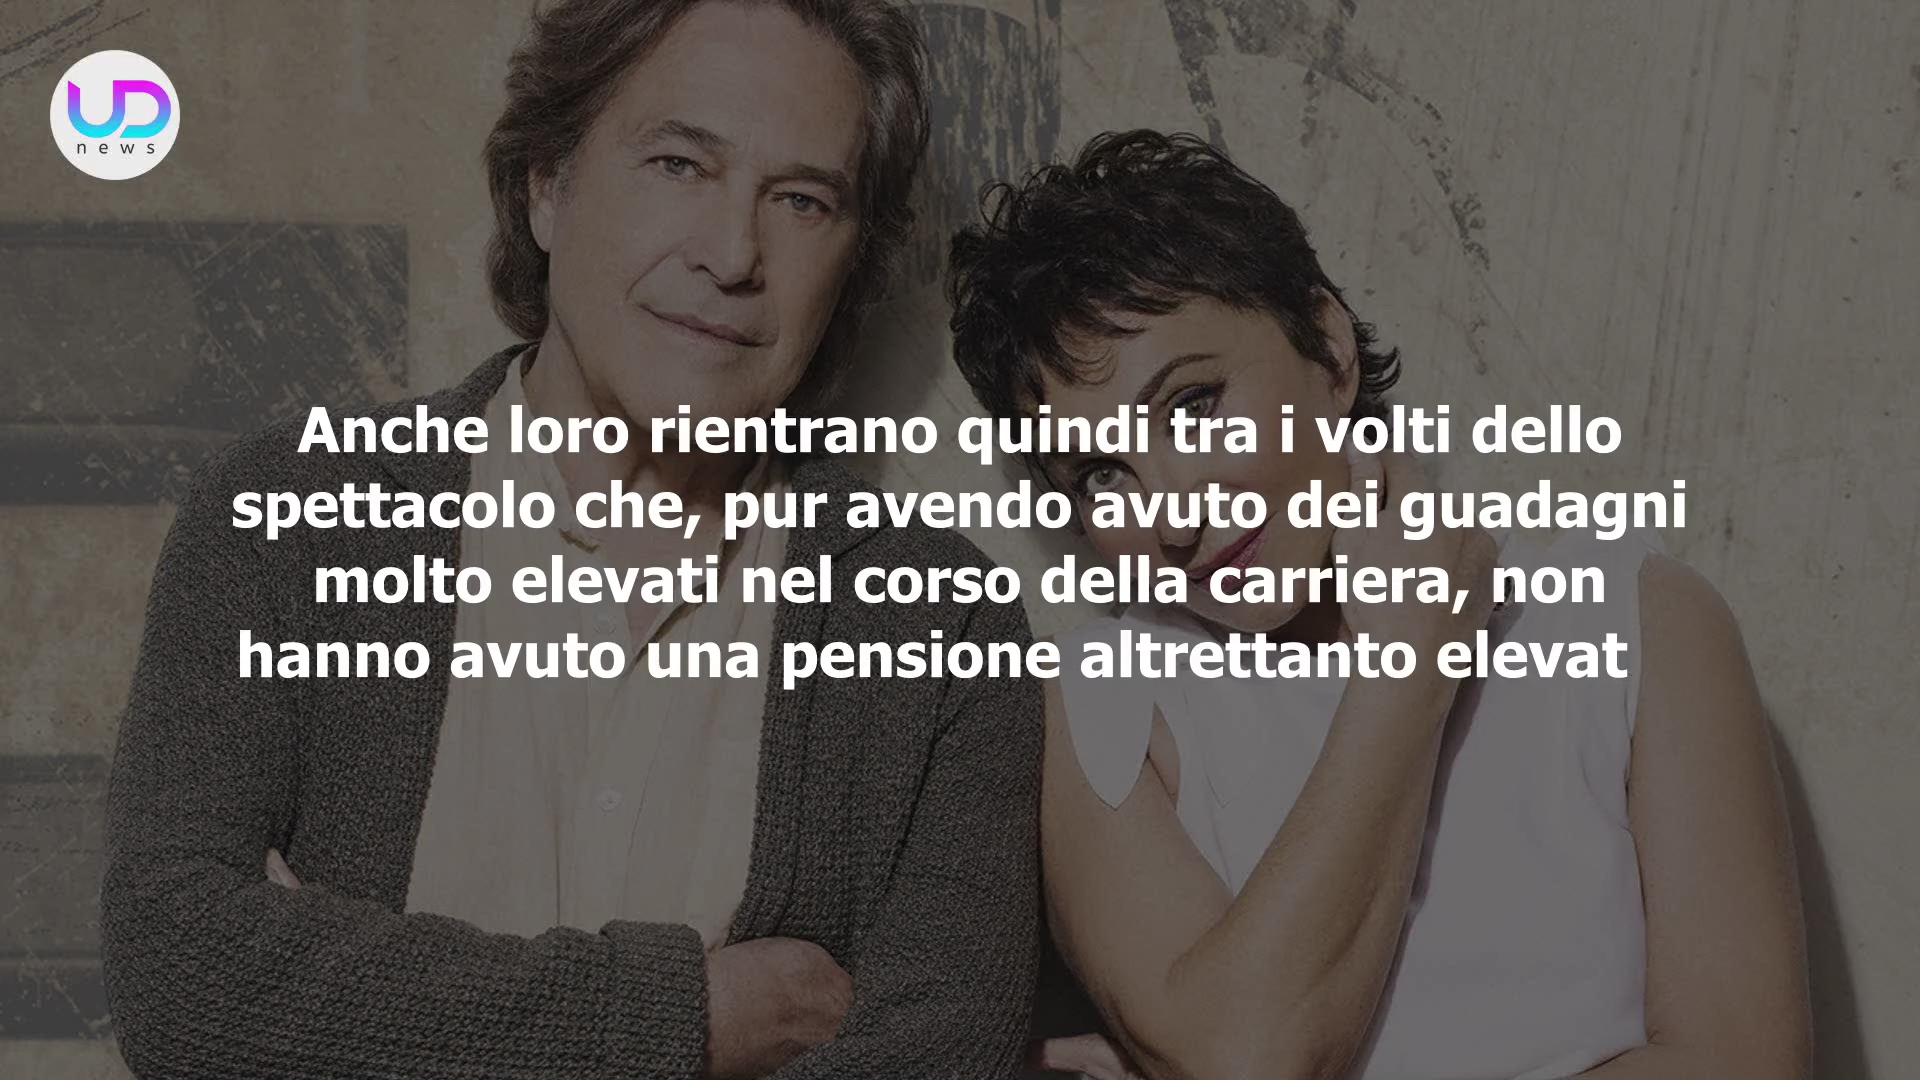 UD
news
Anche loro rientrano quindi tra i volti dello
spettacolo che, pur avendo avuto dei guadagni
molto elevati nel corso della carriera, non
hanno avuto una pensione altrettanto elevat